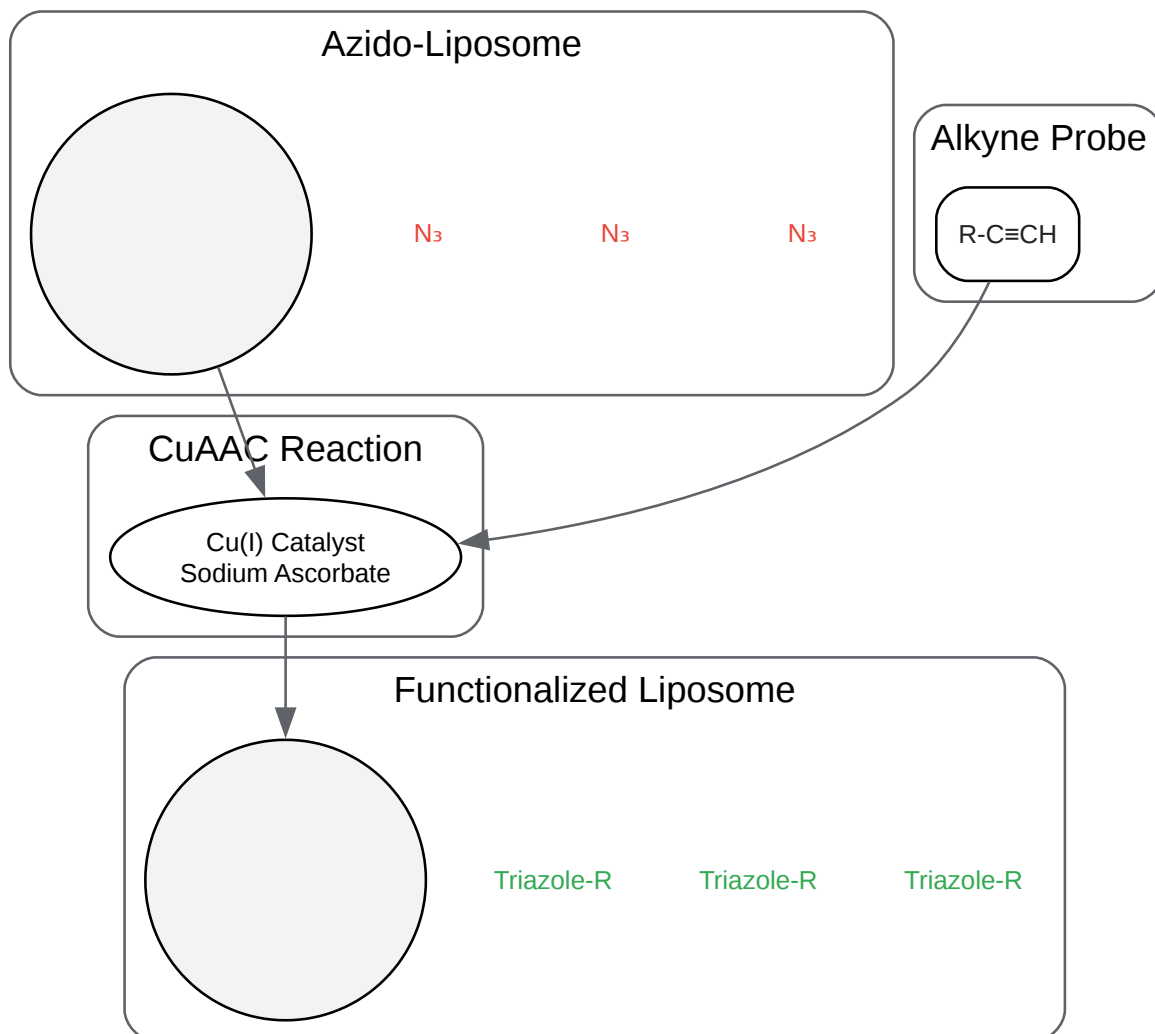 Azido-Liposome
Alkyne Probe
N₃
N₃
N₃
R-C≡CH
CuAAC Reaction
Cu(I) Catalyst
Sodium Ascorbate
Functionalized Liposome
Triazole-R
Triazole-R
Triazole-R